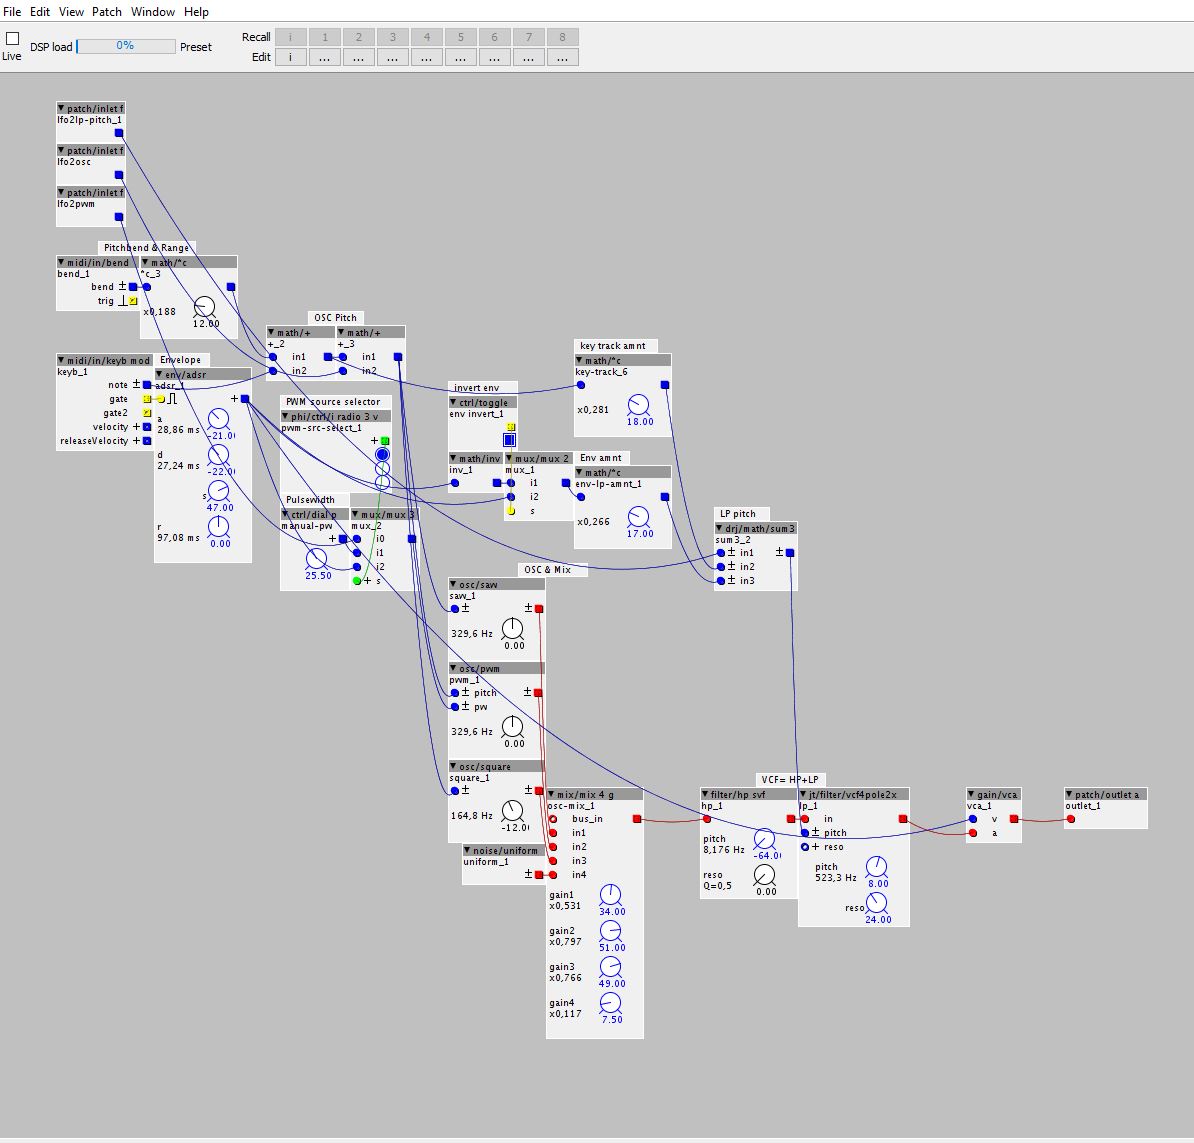 File Edit View Patch Window Help
Live
DSP load 0% Preset
Recall i 1 2 3 4 5 6 7 8
Edit i ... ... ... ... ... ... ... ...
patch/inlet f
lfo2lp-pitch_1
patch/inlet f
lfo2osc
patch/inlet f
lfo2pwm
Pitchbend & Range
midi/in/bend
bend_1
bend ±
trig
math/*c
*c_3
x0,188
12.00
OSC Pitch
math/+
+_2
in1
in2
math/+
+_3
in1
in2
midi/in/keyb mod
keyb_1
note ±
gate
gate2
velocity +
releaseVelocity +
Envelope
env/adsr
adsr_1
+
a
28,86 ms
-21.0
d
27,24 ms
-22.0
s
47.00
r
97,08 ms
0.00
PWM source selector
phi/ctrl/i radio 3 v
pwm-src-select_1
+
Pulsewidth
ctrl/dial p
manual-pw
+
25.50
mux/mux 3
mux_2
i0
i1
i2
+ s
invert env
ctrl/toggle
env invert_1
math/inv
inv_1
mux/mux 2
mux_1
i1
i2
s
key track amnt
math/*c
key-track_6
x0,281
18.00
Env amnt
math/*c
env-lp-amnt_1
x0,266
17.00
LP pitch
drj/math/sum3
sum3_2
± in1 ±
± in2
± in3
OSC & Mix
osc/saw
saw_1
± ±
329,6 Hz
0.00
osc/pwm
pwm_1
± pitch ±
± pw
329,6 Hz
0.00
osc/square
square_1
± ±
164,8 Hz
-12.0
noise/uniform
uniform_1
±
mix/mix 4 g
osc-mix_1
bus_in
in1
in2
in3
in4
gain1
x0,531
34.00
gain2
x0,797
51.00
gain3
x0,766
49.00
gain4
x0,117
7.50
VCF= HP+LP
filter/hp svf
hp_1
pitch
8,176 Hz
-64.0
reso
Q=0,5
0.00
jt/filter/vcf4pole2x
lp_1
in
± pitch
+ reso
pitch
523,3 Hz
8.00
reso
24.00
gain/vca
vca_1
v
a
patch/outlet a
outlet_1